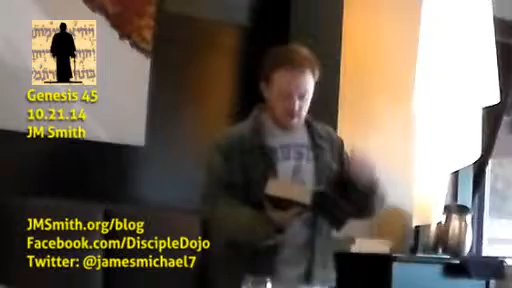 Genesis 45
10.21.14
JM Smith
JMSmith.org/blog
Facebook.com/DiscipleDojo
Twitter: @jamesmichael7